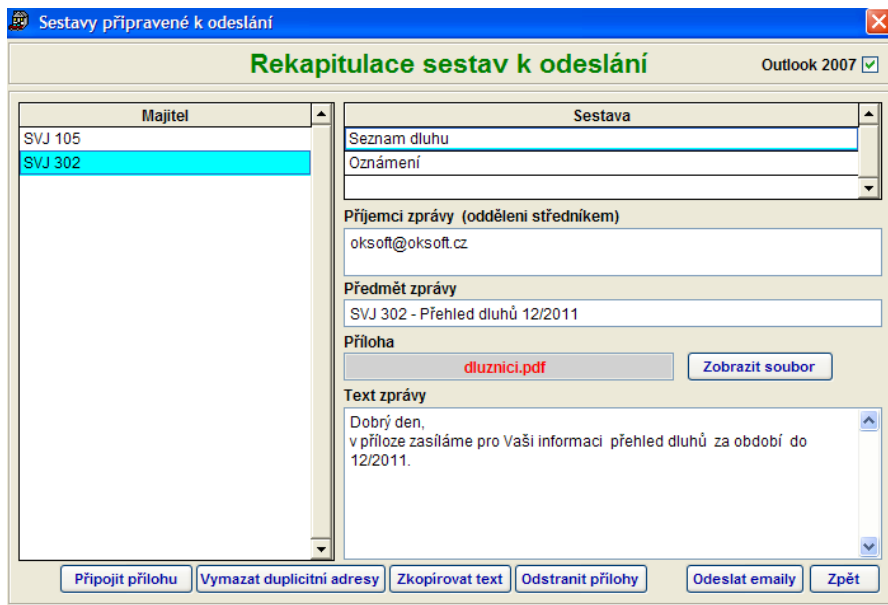 Sestavy připravené k odeslání
Rekapitulace sestav k odeslání
Outlook 2007
Majitel
SVJ 105
SVJ 302
Sestava
Seznam dluhu
Oznámení
Příjemci zprávy (odděleni středníkem)
oksoft@oksoft.cz
Předmět zprávy
SVJ 302 - Přehled dluhů 12/2011
Příloha
dluznici.pdf
Zobrazit soubor
Text zprávy
Dobrý den,
v příloze zasíláme pro Vaši informaci přehled dluhů za období do
12/2011.
Připojit přílohu Vymazat duplicitní adresy Zkopírovat text Odstranit přílohy Odeslat emaily Zpět